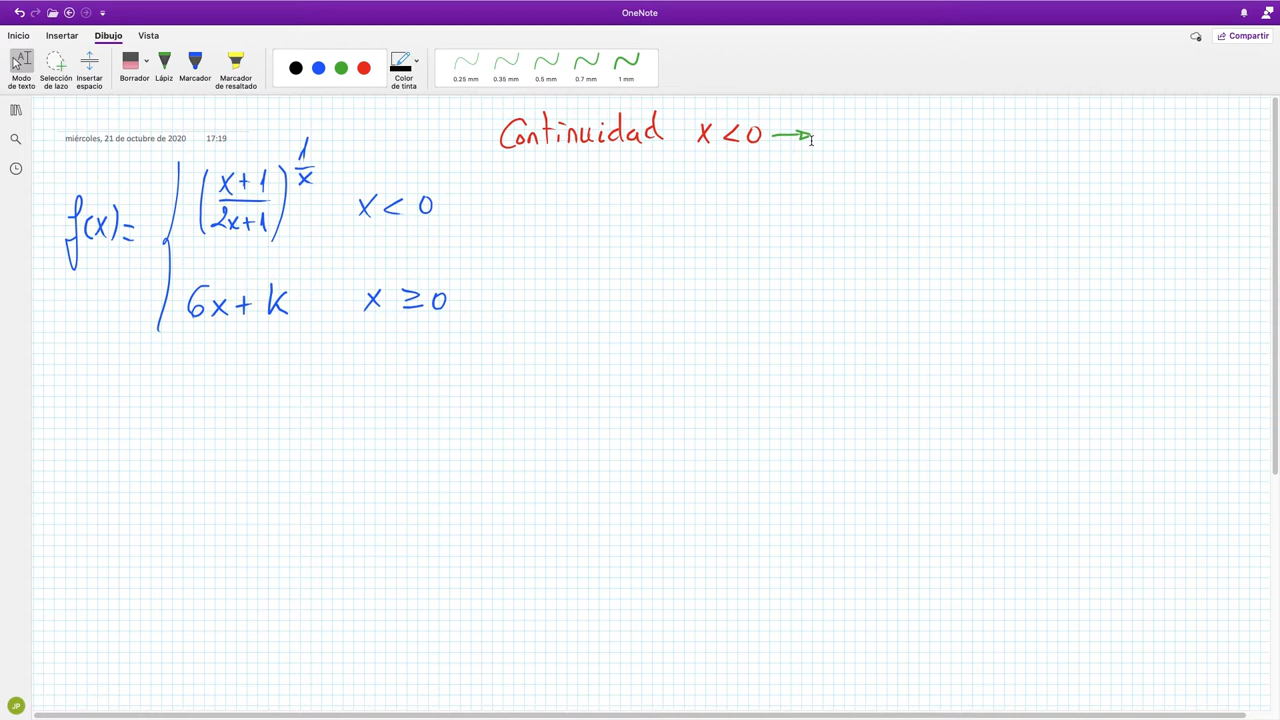 OneNote
Inicio Insertar Dibujo Vista
Compartir
Modo de texto
Selección de lazo
Insertar espacio
Borrador
Lápiz
Marcador
Marcador de resaltado
Color de tinta
0.25 mm 0.35 mm 0.5 mm 0.7 mm 1 mm
miércoles, 21 de octubre de 2020 17:19
Continuidad x < 0 →
f(x) = { ((x+1)/(2x+1))^(1/x) x < 0
6x + k x ≥ 0
JP